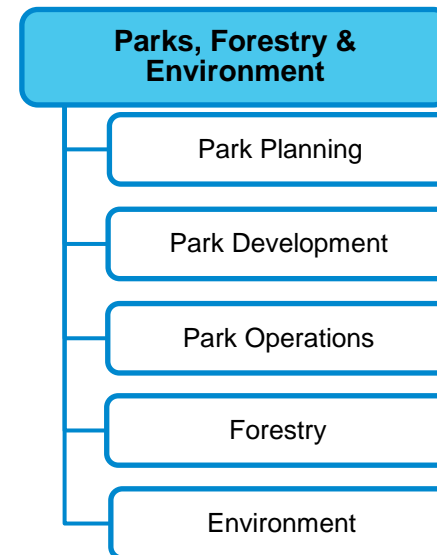 Parks, Forestry &
Environment
Park Planning
Park Development
Park Operations
Forestry
Environment